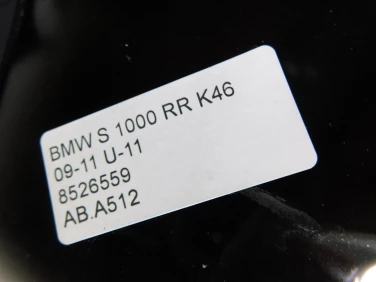 BMW S 1000 RR K46
09-11 U-11
8526559
AB.A512